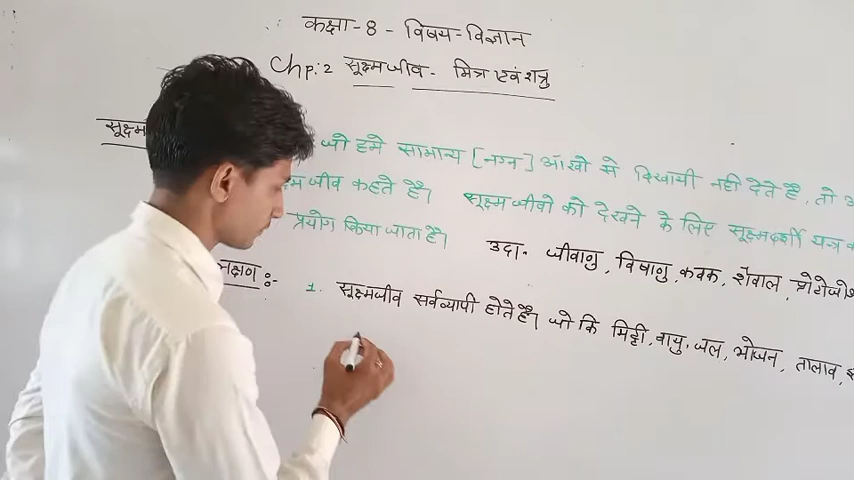 कक्षा - 8 - विषय - विज्ञान
Chp: 2 सूक्ष्मजीव - मित्र एवं शत्रु
सूक्ष्म जो हमे सामान्य [नग्न] आँखो से दिखायी नही देते है, तो
जीव कहते है। सूक्ष्म जीवो को देखने के लिए सूक्ष्मदर्शी यन्त्र
प्रयोग किया जाता है। उदा॰ जीवाणु, विषाणु, कवक, शैवाल, प्रोटोजोआ
लक्षण :-
1. सूक्ष्मजीव सर्वव्यापी होते है। जो कि मिट्टी, वायु, जल, भोजन, तालाब,